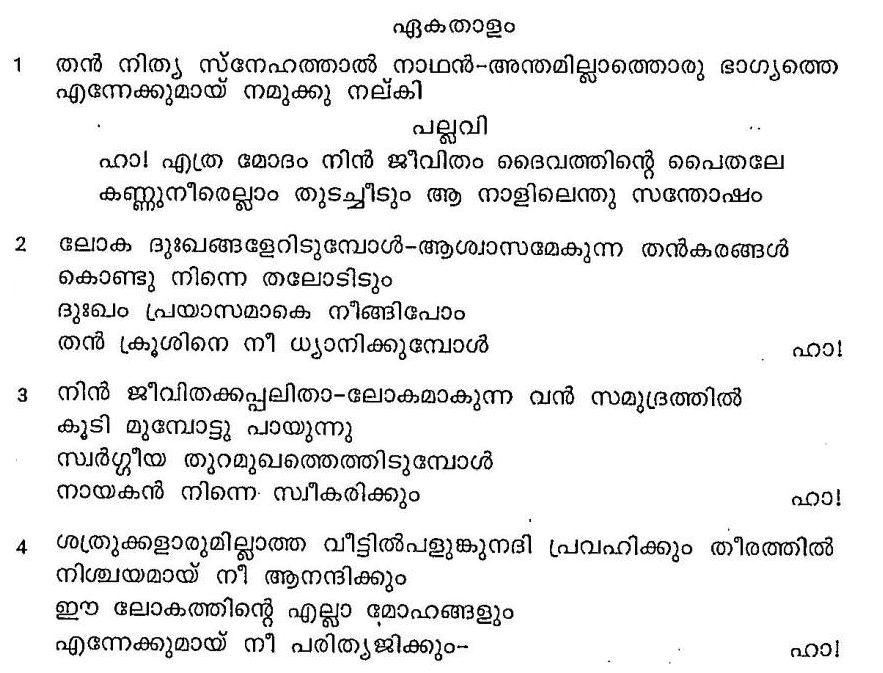 ഏകതാളം
1 തൻ നിത്യ സ്നേഹത്താൽ നാഥൻ-അന്തമില്ലാത്തൊരു ഭാഗ്യത്തെ
എന്നേക്കുമായ് നമുക്കു നല്കി
പല്ലവി
ഹാ! എത്ര മോദം നിൻ ജീവിതം ദൈവത്തിന്റെ പൈതലേ
കണ്ണുനീരെല്ലാം തുടച്ചീടും ആ നാളിലെന്തു സന്തോഷം
2 ലോക ദുഃഖങ്ങളേറിടുമ്പോൾ-ആശ്വാസമേകുന്ന തൻകരങ്ങൾ
കൊണ്ടു നിന്നെ തലോടിടും
ദുഃഖം പ്രയാസമാകെ നീങ്ങിപോം
തൻ ക്രൂശിനെ നീ ധ്യാനിക്കുമ്പോൾ ഹാ!
3 നിൻ ജീവിതക്കപ്പലിതാ-ലോകമാകുന്ന വൻ സമുദ്രത്തിൽ
കൂടി മുമ്പോട്ടു പായുന്നു
സ്വർഗ്ഗീയ തുറമുഖത്തെത്തിടുമ്പോൾ
നായകൻ നിന്നെ സ്വീകരിക്കും ഹാ!
4 ശത്രുക്കളാരുമില്ലാത്ത വീട്ടിൽപളുങ്കുനദി പ്രവഹിക്കും തീരത്തിൽ
നിശ്ചയമായ് നീ ആനന്ദിക്കും
ഈ ലോകത്തിന്റെ എല്ലാ മോഹങ്ങളും
എന്നേക്കുമായ് നീ പരിത്യജിക്കും- ഹാ!